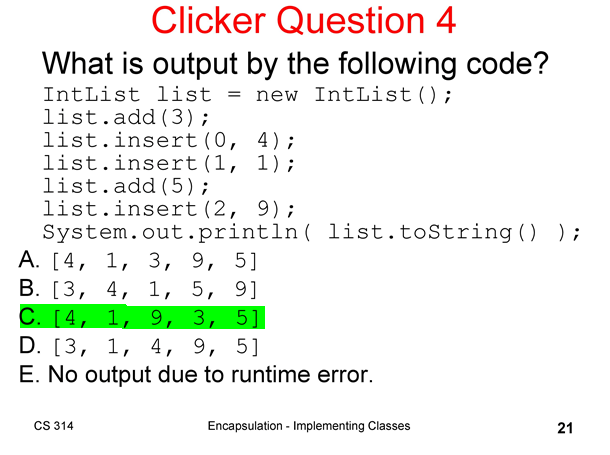 Clicker Question 4
What is output by the following code?
IntList list = new IntList();
list.add(3);
list.insert(0, 4);
list.insert(1, 1);
list.add(5);
list.insert(2, 9);
System.out.println( list.toString() );
A. [4, 1, 3, 9, 5]
B. [3, 4, 1, 5, 9]
C. [4, 1, 9, 3, 5]
D. [3, 1, 4, 9, 5]
E. No output due to runtime error.
CS 314
Encapsulation - Implementing Classes
21